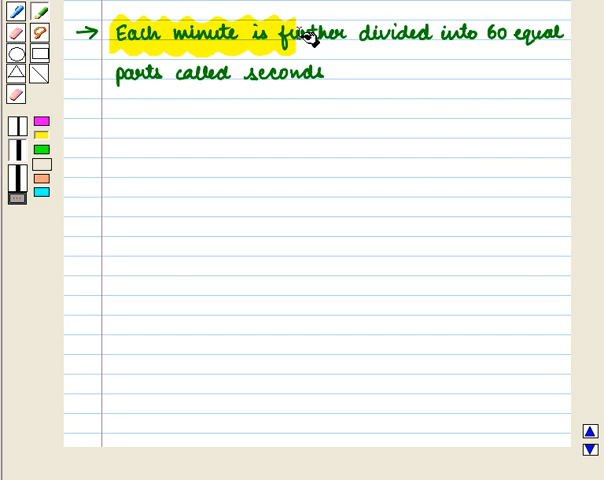 → Each minute is further divided into 60 equal
parts called seconds